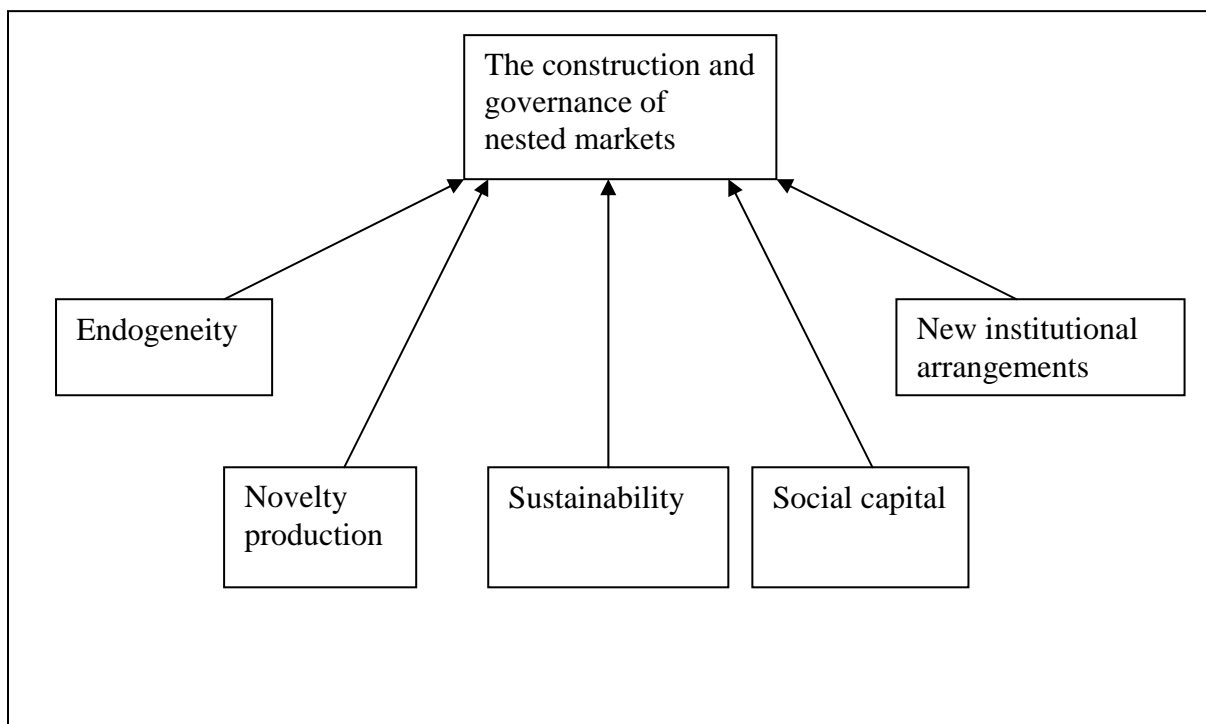 The construction and
governance of
nested markets
Endogeneity
New institutional
arrangements
Novelty
production
Sustainability
Social capital